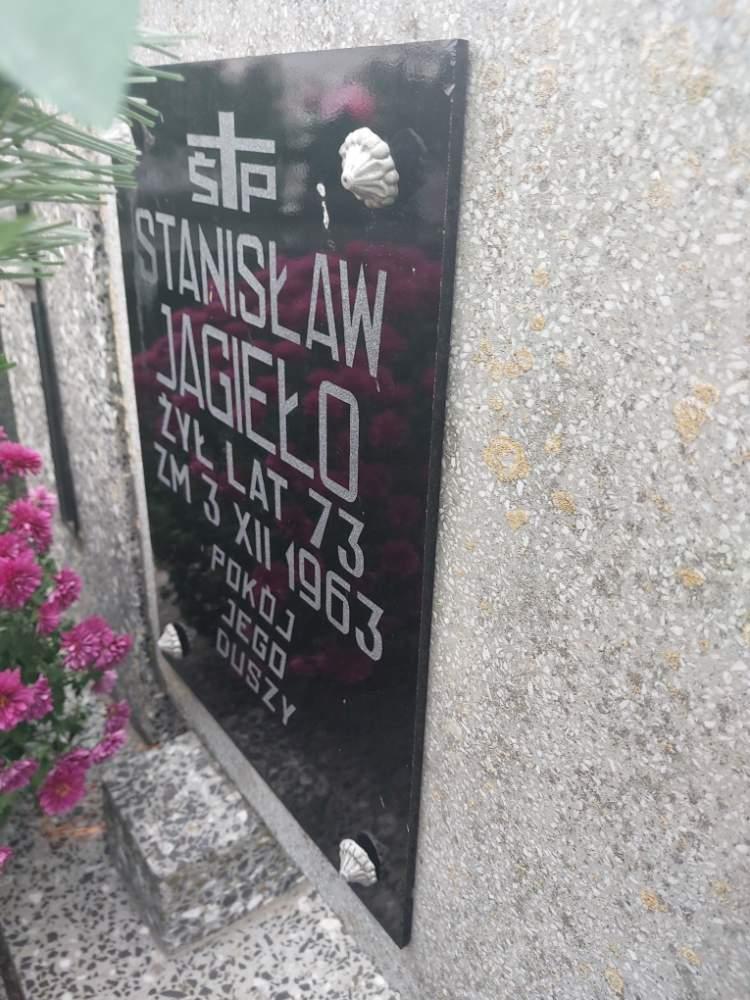 ŚP
STANISŁAW
JAGIEŁO
ŻYŁ LAT 73
ZM 3 XII 1963
POKÓJ
JEGO
DUSZY